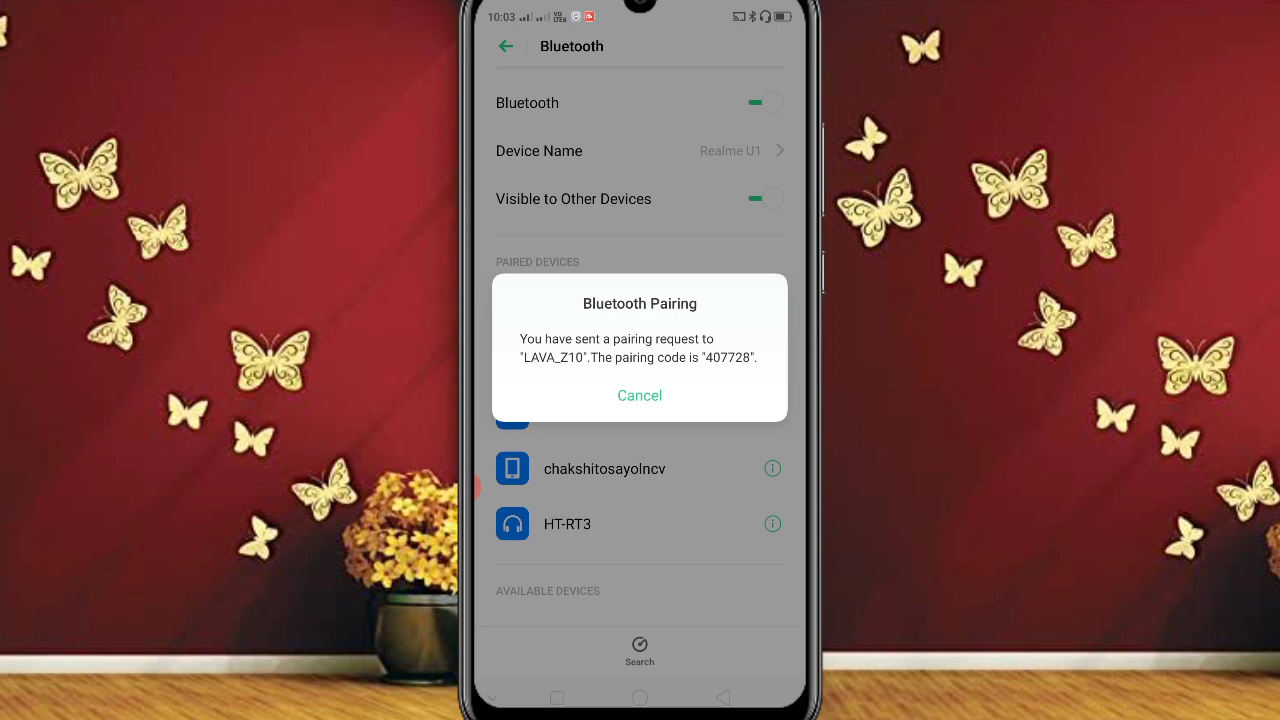 10:03
Bluetooth
Bluetooth
Device Name Realme U1
Visible to Other Devices
PAIRED DEVICES
Bluetooth Pairing
You have sent a pairing request to
"LAVA_Z10".The pairing code is "407728".
Cancel
chakshitosayolncv
HT-RT3
AVAILABLE DEVICES
Search